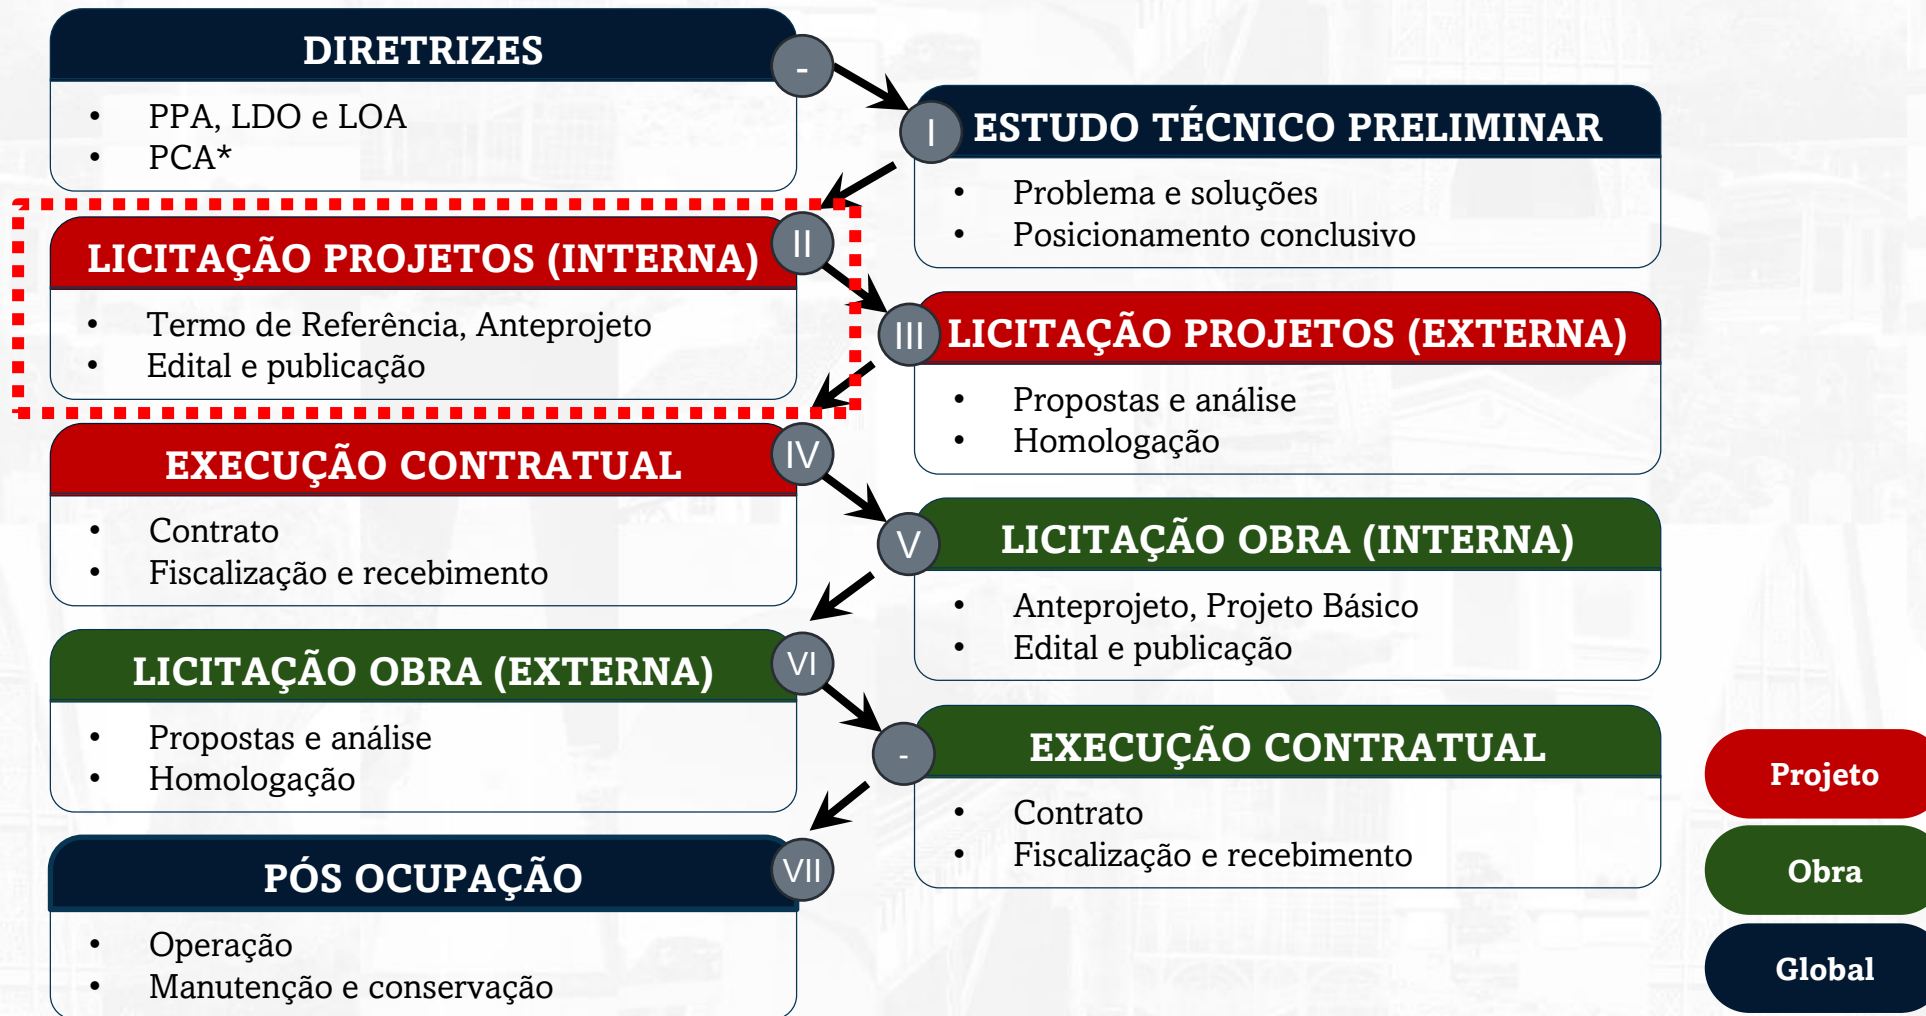 DIRETRIZES
-
• PPA, LDO e LOA
• PCA*
I
ESTUDO TÉCNICO PRELIMINAR
• Problema e soluções
• Posicionamento conclusivo
LICITAÇÃO PROJETOS (INTERNA)
II
• Termo de Referência, Anteprojeto
• Edital e publicação
III
LICITAÇÃO PROJETOS (EXTERNA)
• Propostas e análise
• Homologação
EXECUÇÃO CONTRATUAL
IV
• Contrato
• Fiscalização e recebimento
V
LICITAÇÃO OBRA (INTERNA)
• Anteprojeto, Projeto Básico
• Edital e publicação
LICITAÇÃO OBRA (EXTERNA)
VI
• Propostas e análise
• Homologação
-
EXECUÇÃO CONTRATUAL
• Contrato
• Fiscalização e recebimento
PÓS OCUPAÇÃO
VII
• Operação
• Manutenção e conservação
Projeto
Obra
Global